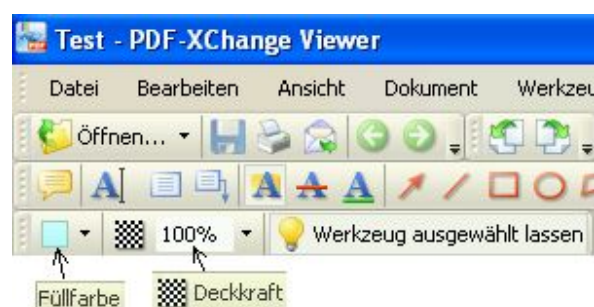 Test - PDF-XChange Viewer
Datei Bearbeiten Ansicht Dokument
Öffnen...
A A A A
100% Werkzeug ausgewählt lassen
Füllfarbe Deckkraft